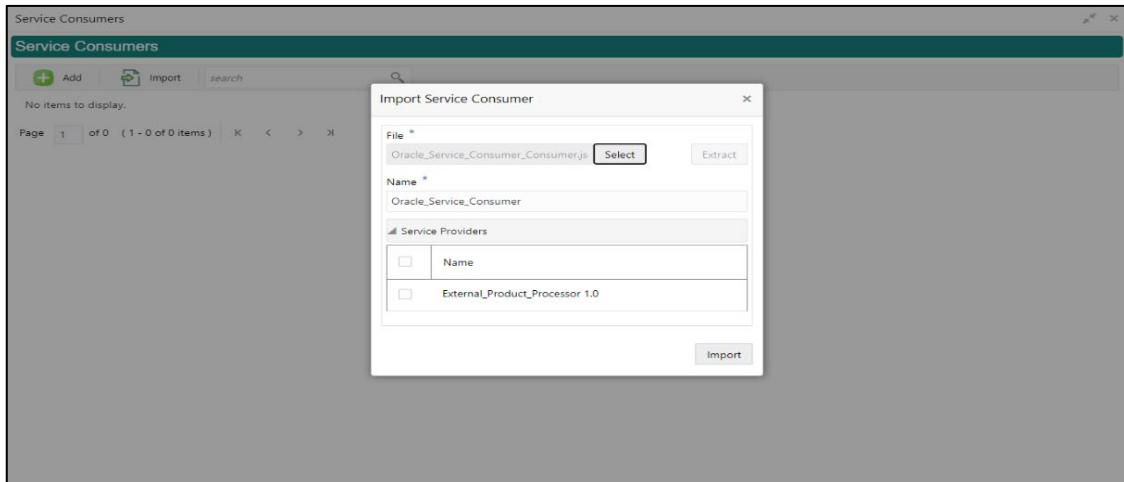 Service Consumers
Service Consumers
Add Import search
No items to display.
Page 1 of 0 ( 1 - 0 of 0 items )
Import Service Consumer
File *
Oracle_Service_Consumer_Consumer.js Select Extract
Name *
Oracle_Service_Consumer
Service Providers
Name
External_Product_Processor 1.0
Import